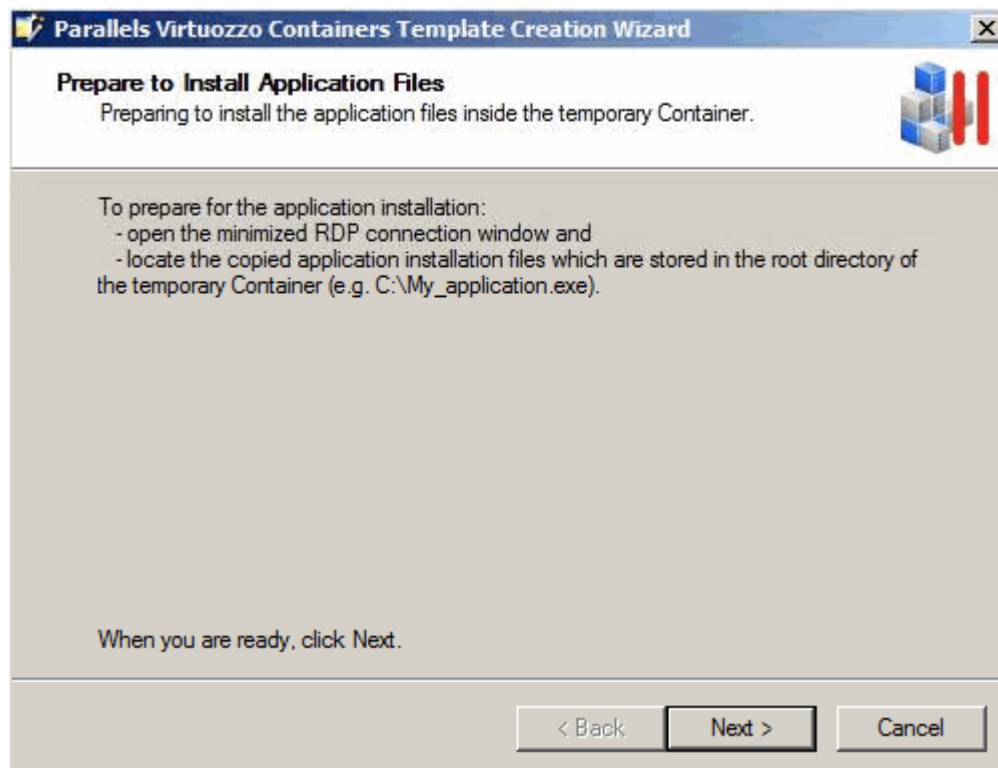 Parallels Virtuozzo Containers Template Creation Wizard
Prepare to Install Application Files
Preparing to install the application files inside the temporary Container.
To prepare for the application installation:
- open the minimized RDP connection window and
- locate the copied application installation files which are stored in the root directory of
the temporary Container (e.g. C:\My_application.exe).
When you are ready, click Next.
< Back
Next >
Cancel